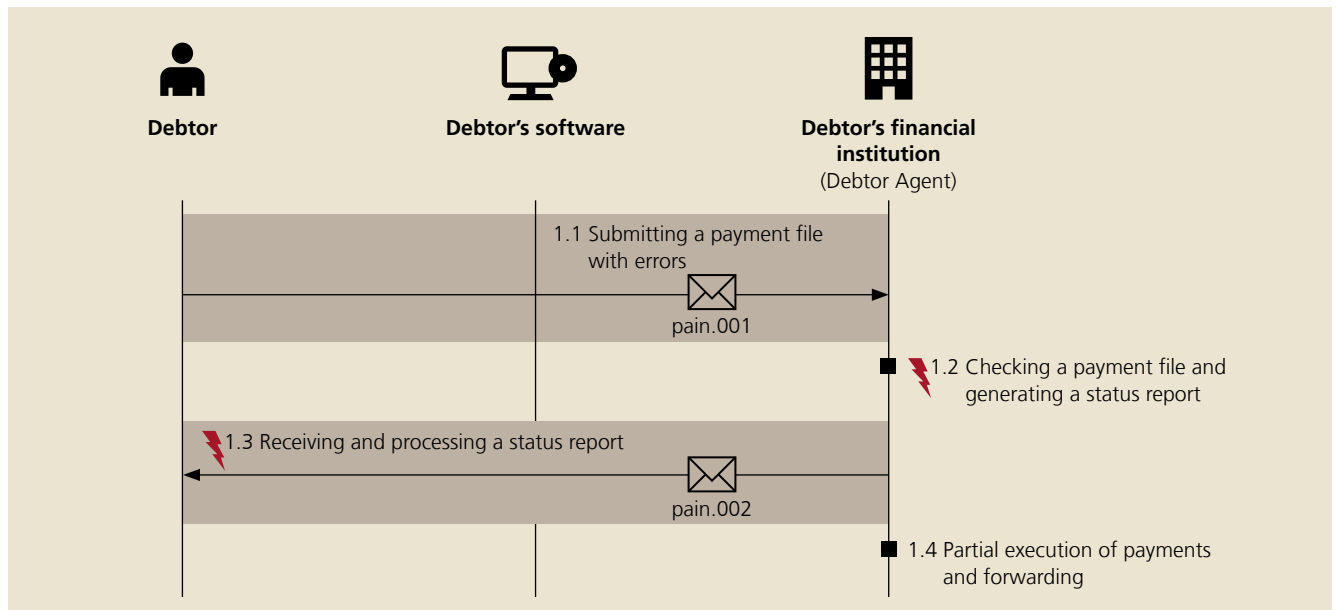 Debtor
Debtor's software
Debtor's financial
institution
(Debtor Agent)
1.1 Submitting a payment file
with errors
pain.001
1.2 Checking a payment file and
generating a status report
1.3 Receiving and processing a status report
pain.002
1.4 Partial execution of payments
and forwarding